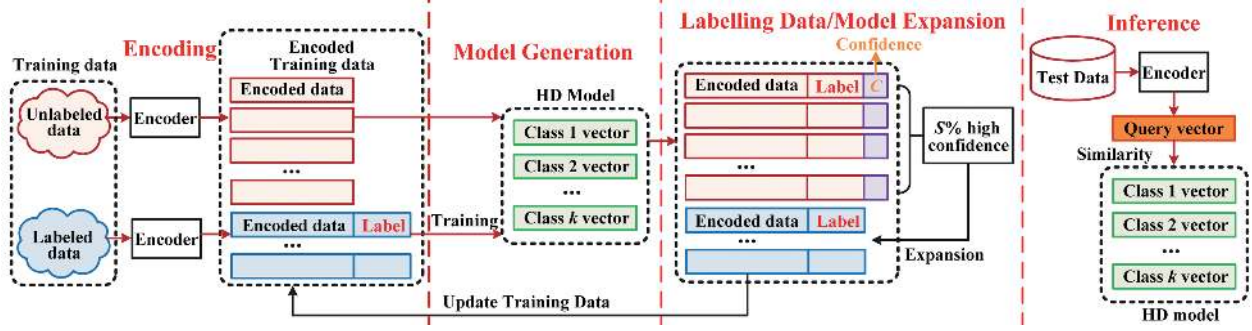 Encoding
Training data
Unlabeled data
Encoder
Labeled data
Encoder
Encoded
Training data
Encoded data
...
Encoded data Label
...
Model Generation
HD Model
Class 1 vector
Class 2 vector
...
Class k vector
Training
Update Training Data
Labelling Data/Model Expansion
Confidence
Encoded data Label C
...
Encoded data Label
...
S% high
confidence
Expansion
Inference
Test Data
Encoder
Query vector
Similarity
Class 1 vector
Class 2 vector
...
Class k vector
HD model